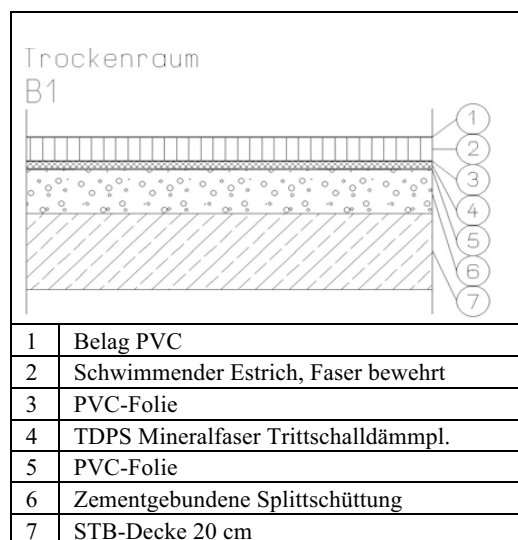 Trockenraum
B1
1
2
3
4
5
6
7
1 Belag PVC
2 Schwimmender Estrich, Faser bewehrt
3 PVC-Folie
4 TDPS Mineralfaser Trittschalldämmpl.
5 PVC-Folie
6 Zementgebundene Splittschüttung
7 STB-Decke 20 cm